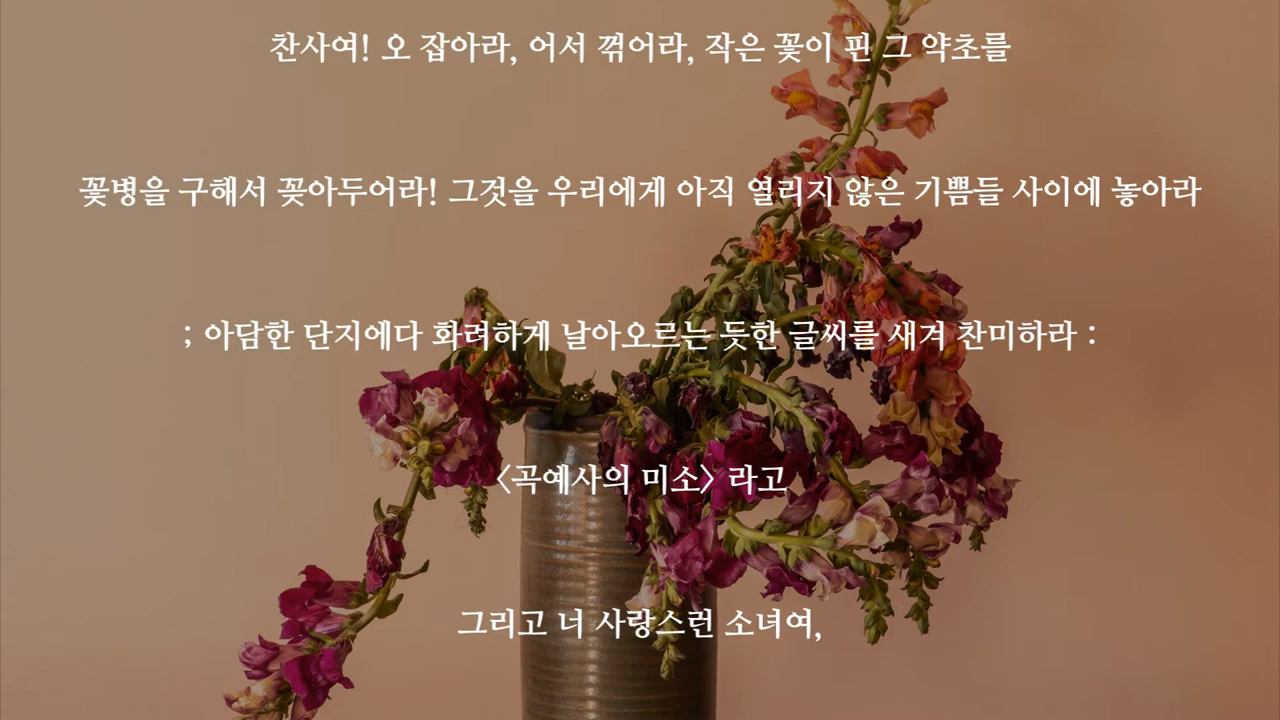 찬사여! 오 잡아라, 어서 꺾어라, 작은 꽃이 핀 그 약초를
꽃병을 구해서 꽂아두어라! 그것을 우리에게 아직 열리지 않은 기쁨들 사이에 놓아라
; 아담한 단지에다 화려하게 날아오르는 듯한 글씨를 새겨 찬미하라 :
〈곡예사의 미소〉 라고
그리고 너 사랑스런 소녀여,